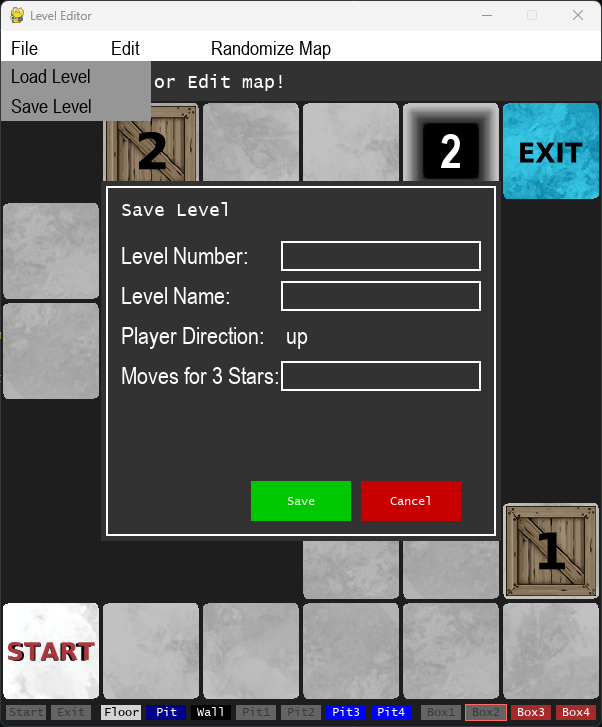 Level Editor
File Edit Randomize Map
Load Level
or Edit map!
Save Level
2
2
EXIT
Save Level
Level Number:
Level Name:
Player Direction: up
Moves for 3 Stars:
Save Cancel
1
START
Start Exit Floor Pit Wall Pit1 Pit2 Pit3 Pit4 Box1 Box2 Box3 Box4